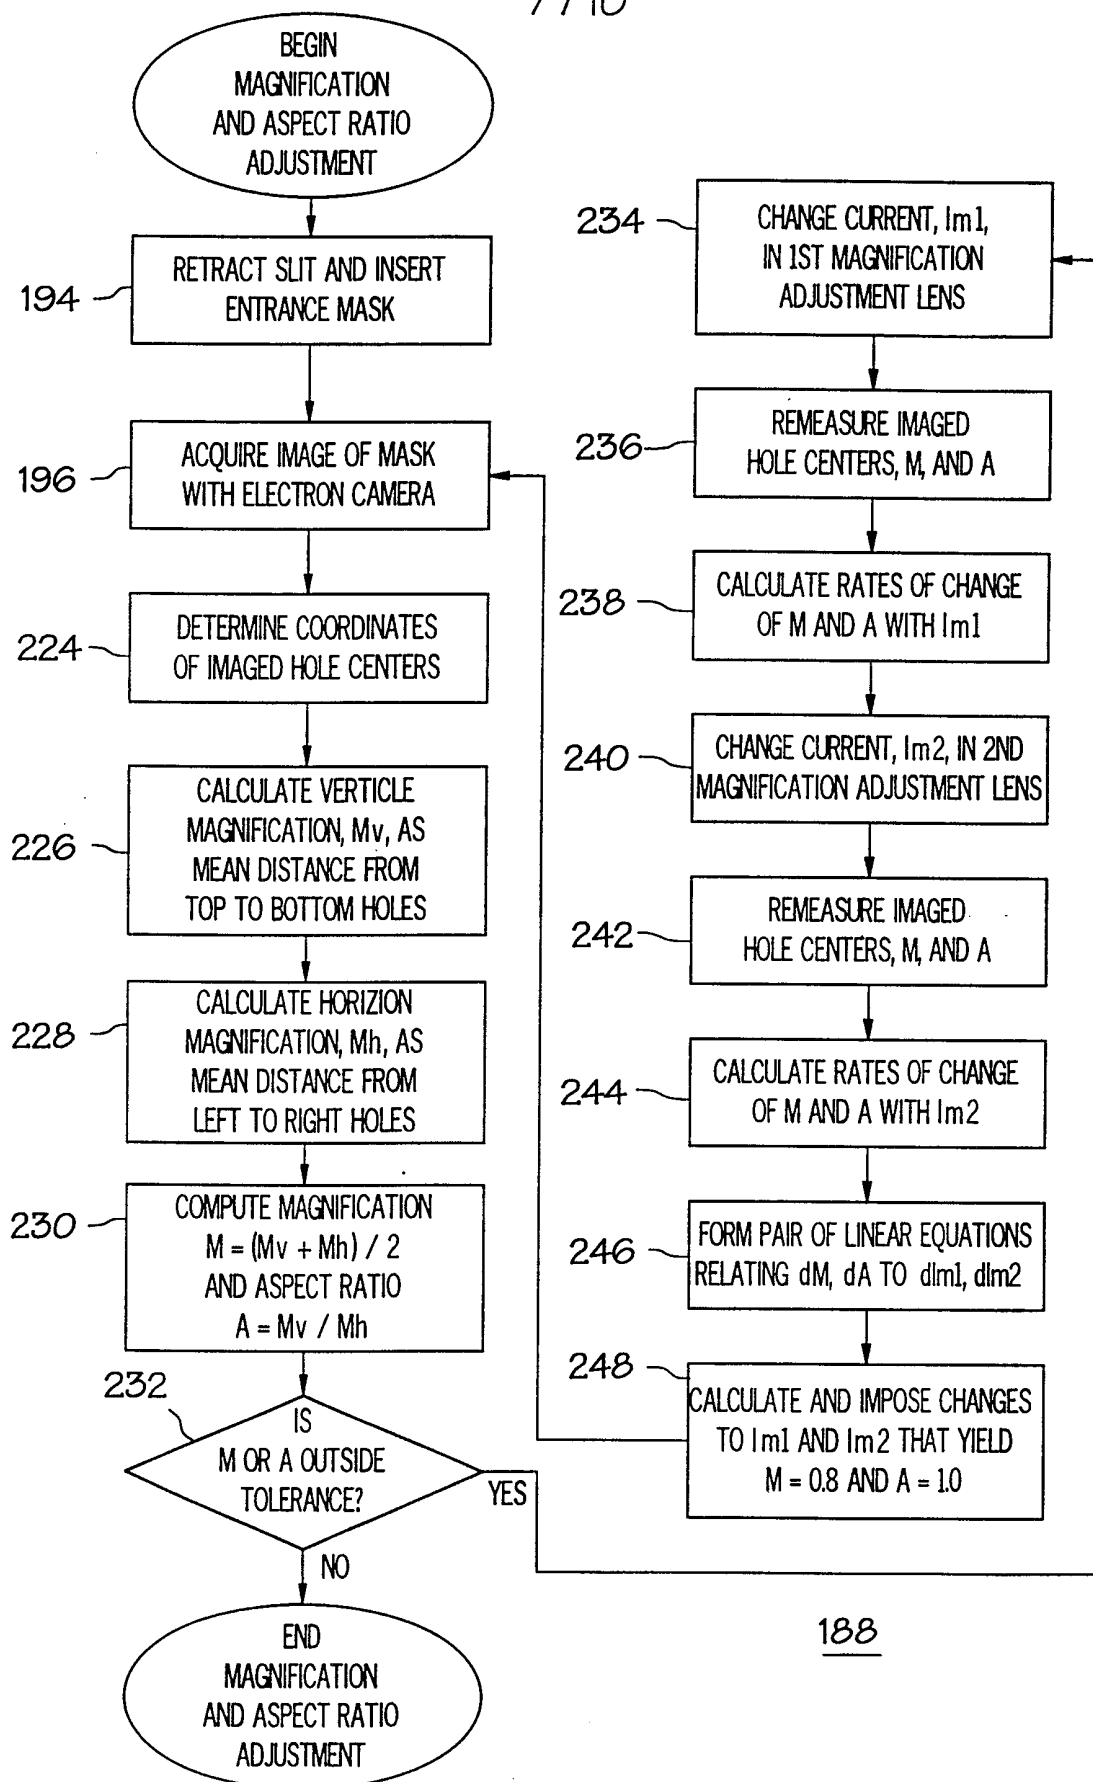 BEGIN
MAGNIFICATION
AND ASPECT RATIO
ADJUSTMENT
194
RETRACT SLIT AND INSERT
ENTRANCE MASK
196
ACQUIRE IMAGE OF MASK
WITH ELECTRON CAMERA
224
DETERMINE COORDINATES
OF IMAGED HOLE CENTERS
226
CALCULATE VERTICLE
MAGNIFICATION, Mv, AS
MEAN DISTANCE FROM
TOP TO BOTTOM HOLES
228
CALCULATE HORIZION
MAGNIFICATION, Mh, AS
MEAN DISTANCE FROM
LEFT TO RIGHT HOLES
230
COMPUTE MAGNIFICATION
M = (Mv + Mh) / 2
AND ASPECT RATIO
A = Mv / Mh
232
IS
M OR A OUTSIDE
TOLERANCE?
YES
NO
END
MAGNIFICATION
AND ASPECT RATIO
ADJUSTMENT
234
CHANGE CURRENT, Im1,
IN 1ST MAGNIFICATION
ADJUSTMENT LENS
236
REMEASURE IMAGED
HOLE CENTERS, M, AND A
238
CALCULATE RATES OF CHANGE
OF M AND A WITH Im1
240
CHANGE CURRENT, Im2, IN 2ND
MAGNIFICATION ADJUSTMENT LENS
242
REMEASURE IMAGED
HOLE CENTERS, M, AND A
244
CALCULATE RATES OF CHANGE
OF M AND A WITH Im2
246
FORM PAIR OF LINEAR EQUATIONS
RELATING dM, dA TO dIm1, dIm2
248
CALCULATE AND IMPOSE CHANGES
TO Im1 AND Im2 THAT YIELD
M = 0.8 AND A = 1.0
188